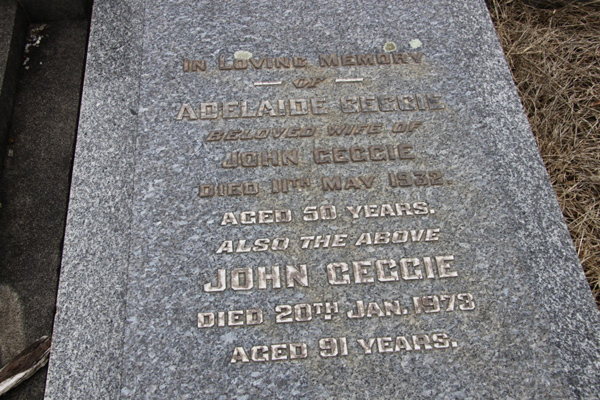 IN LOVING MEMORY
— OF —
ADELAIDE GEGGIE
BELOVED WIFE OF
JOHN GEGGIE
DIED 11TH MAY 1932.
AGED 50 YEARS.
ALSO THE ABOVE
JOHN GEGGIE
DIED 20TH JAN. 1973
AGED 91 YEARS.